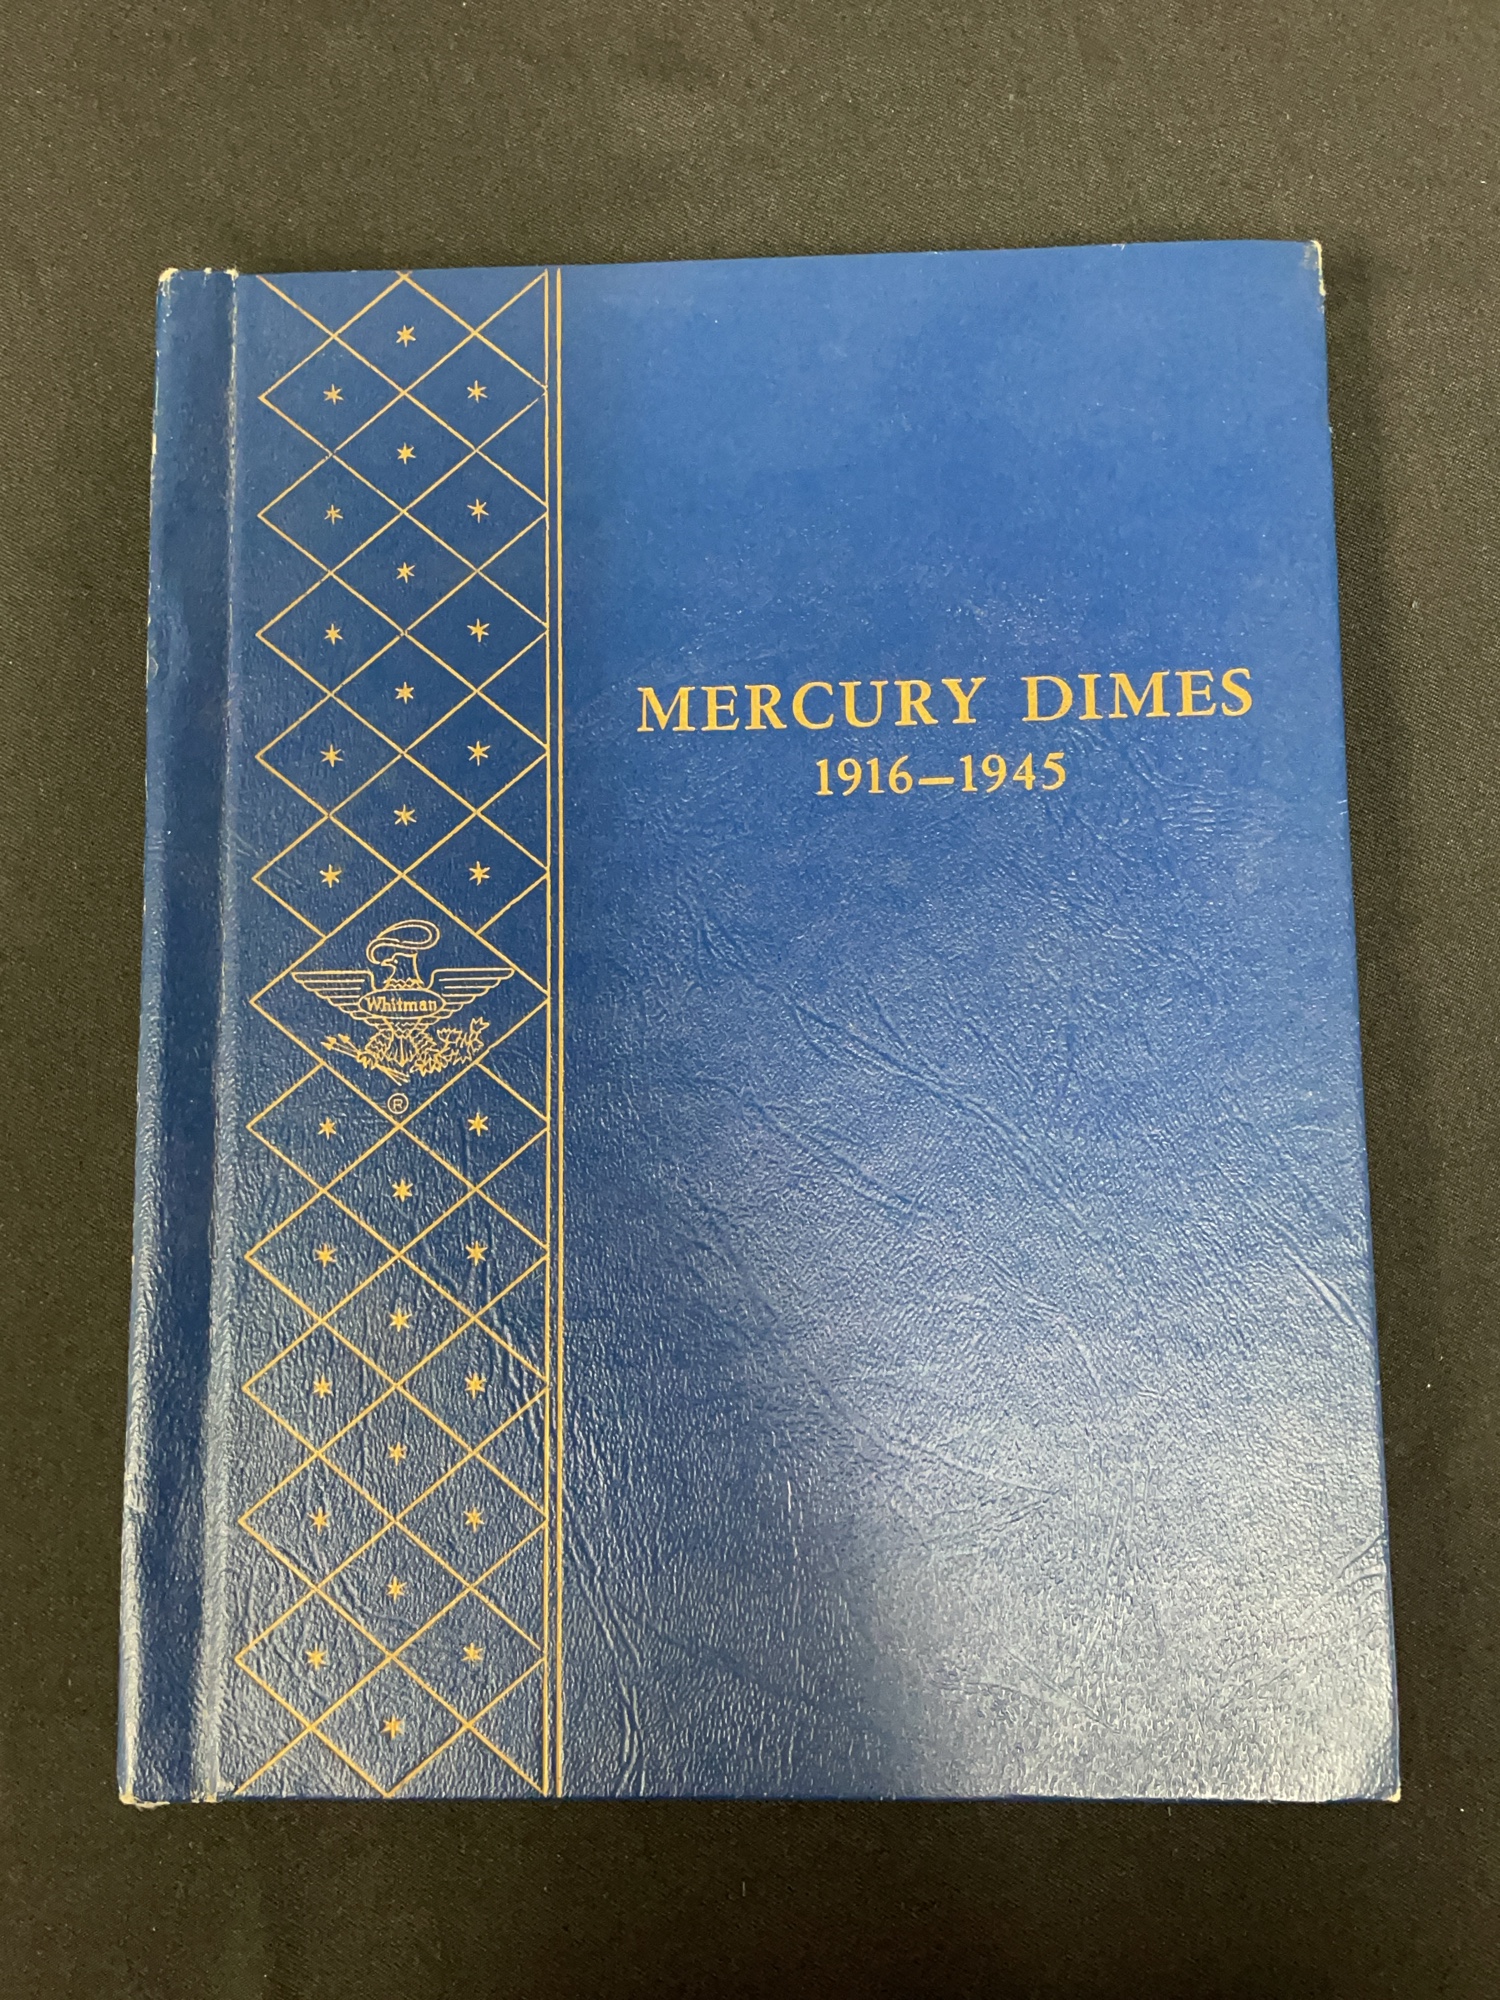 MERCURY DIMES
1916–1945
Whitman
®